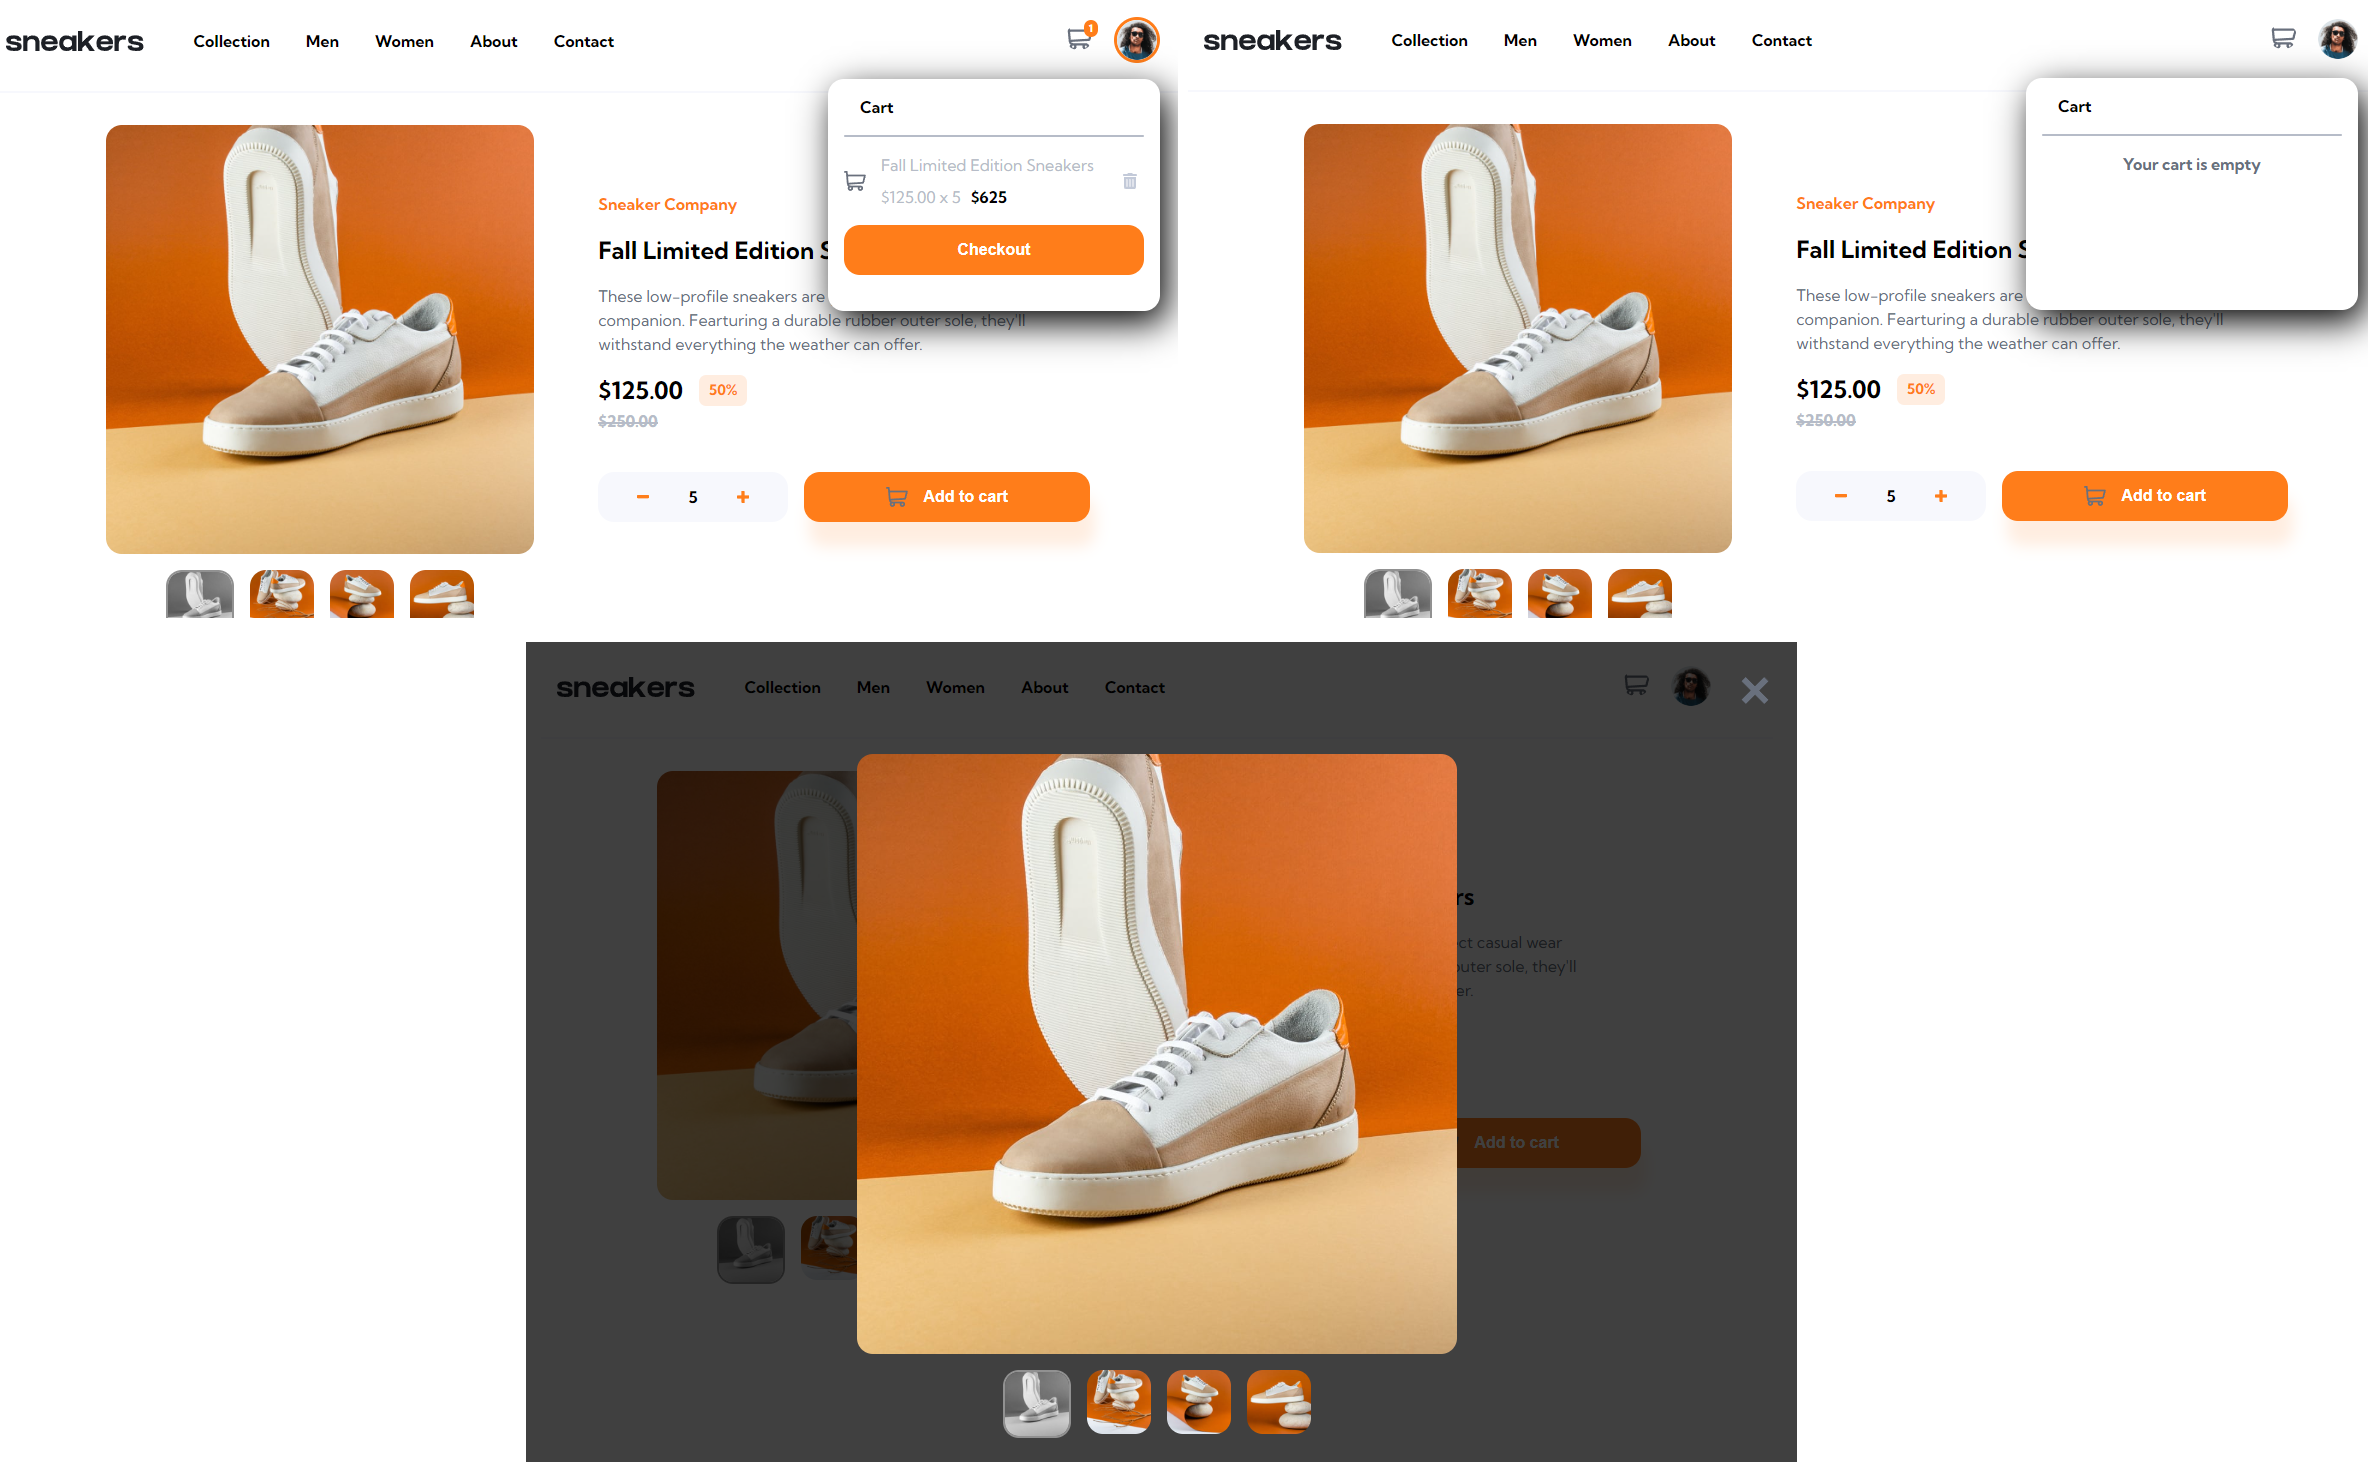 sneakers Collection Men Women About Contact 1
Cart
Fall Limited Edition Sneakers
$125.00 x 5 $625
Checkout
Sneaker Company
Fall Limited Edition S
These low-profile sneakers are
companion. Fearturing a durable rubber outer sole, they'll
withstand everything the weather can offer.
$125.00 50%
$250.00
5 Add to cart
sneakers Collection Men Women About Contact
Cart
Your cart is empty
Sneaker Company
Fall Limited Edition S
These low-profile sneakers are
companion. Fearturing a durable rubber outer sole, they'll
withstand everything the weather can offer.
$125.00 50%
$250.00
5 Add to cart
sneakers Collection Men Women About Contact
rs
ct casual wear
outer sole, they'll
er.
Add to cart